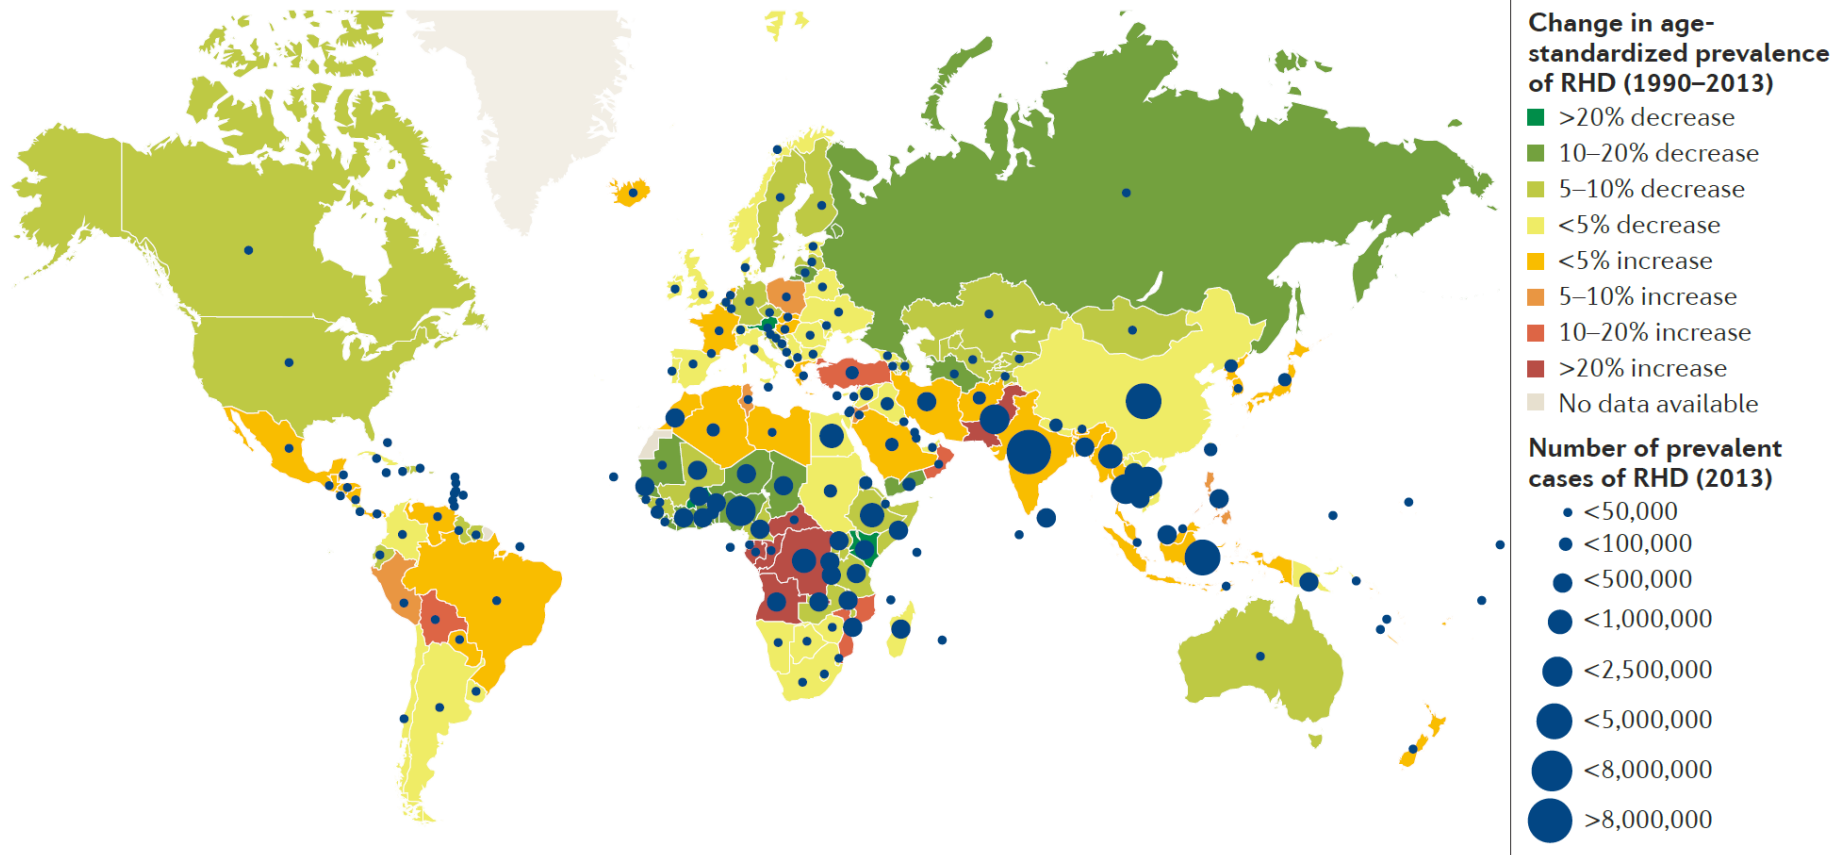 Change in age-
standardized prevalence
of RHD (1990–2013)
>20% decrease
10–20% decrease
5–10% decrease
<5% decrease
<5% increase
5–10% increase
10–20% increase
>20% increase
No data available
Number of prevalent
cases of RHD (2013)
<50,000
<100,000
<500,000
<1,000,000
<2,500,000
<5,000,000
<8,000,000
>8,000,000